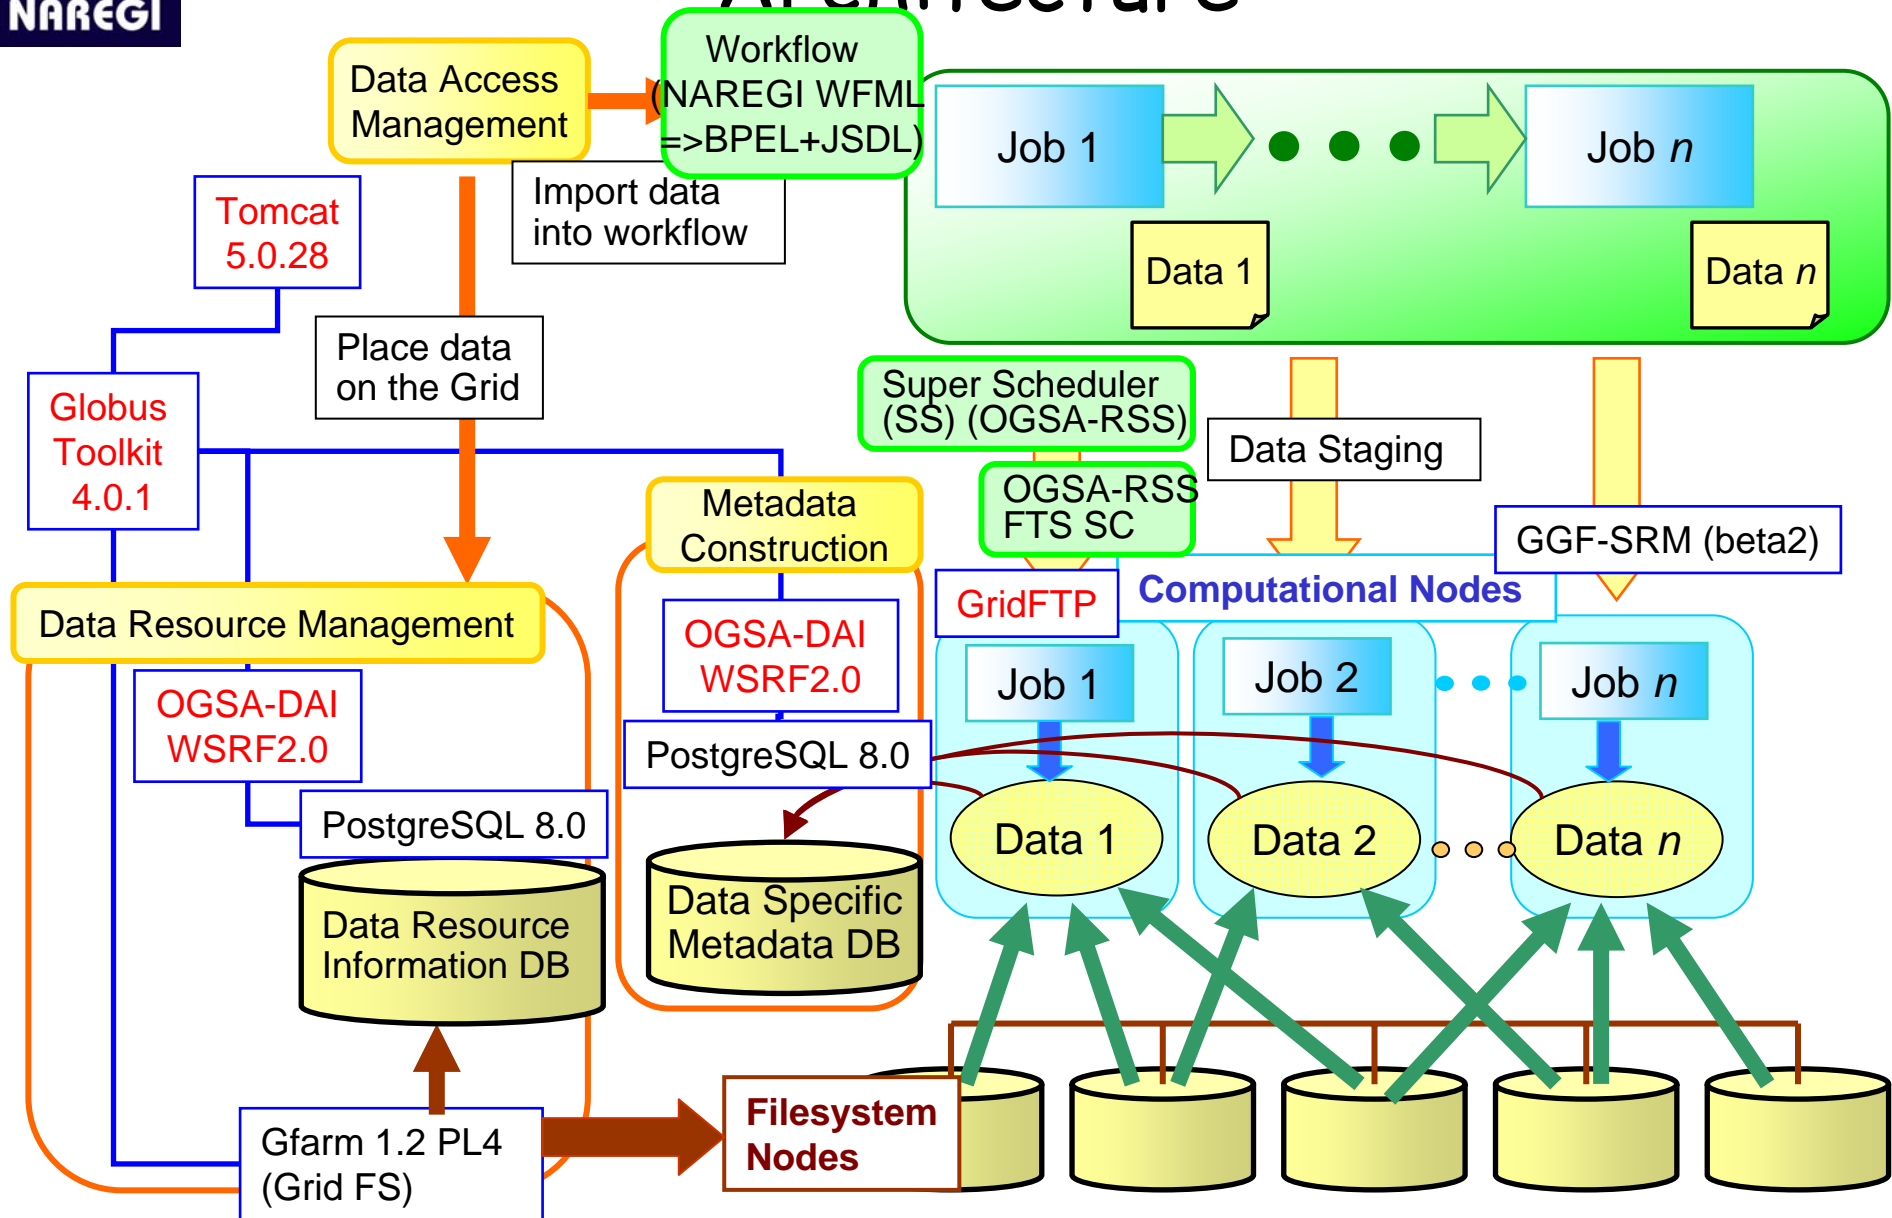 NAREGI
Architecture
Data Access
Management
Workflow
(NAREGI WFML
=>BPEL+JSDL)
Job 1
Job n
Import data
into workflow
Tomcat
5.0.28
Data 1
Data n
Place data
on the Grid
Super Scheduler
(SS) (OGSA-RSS)
Globus
Toolkit
4.0.1
Data Staging
OGSA-RSS
FTS SC
Metadata
Construction
GGF-SRM (beta2)
GridFTP
Computational Nodes
Data Resource Management
OGSA-DAI
WSRF2.0
Job 1
Job 2
Job n
OGSA-DAI
WSRF2.0
PostgreSQL 8.0
PostgreSQL 8.0
Data 1
Data 2
Data n
Data Specific
Metadata DB
Data Resource
Information DB
Gfarm 1.2 PL4
(Grid FS)
Filesystem
Nodes